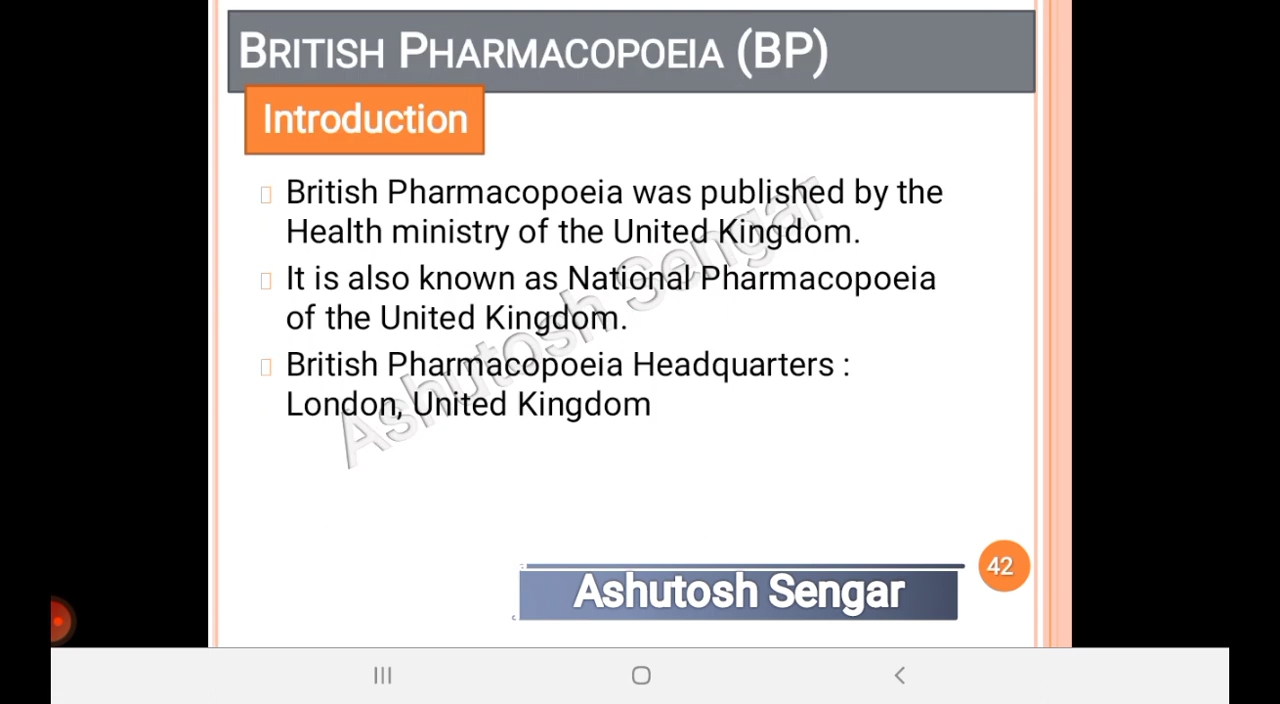 BRITISH PHARMACOPOEIA (BP)
Introduction
British Pharmacopoeia was published by the
Health ministry of the United Kingdom.
It is also known as National Pharmacopoeia
of the United Kingdom.
British Pharmacopoeia Headquarters :
London, United Kingdom
Ashutosh Sengar
42
Ashutosh Sengar